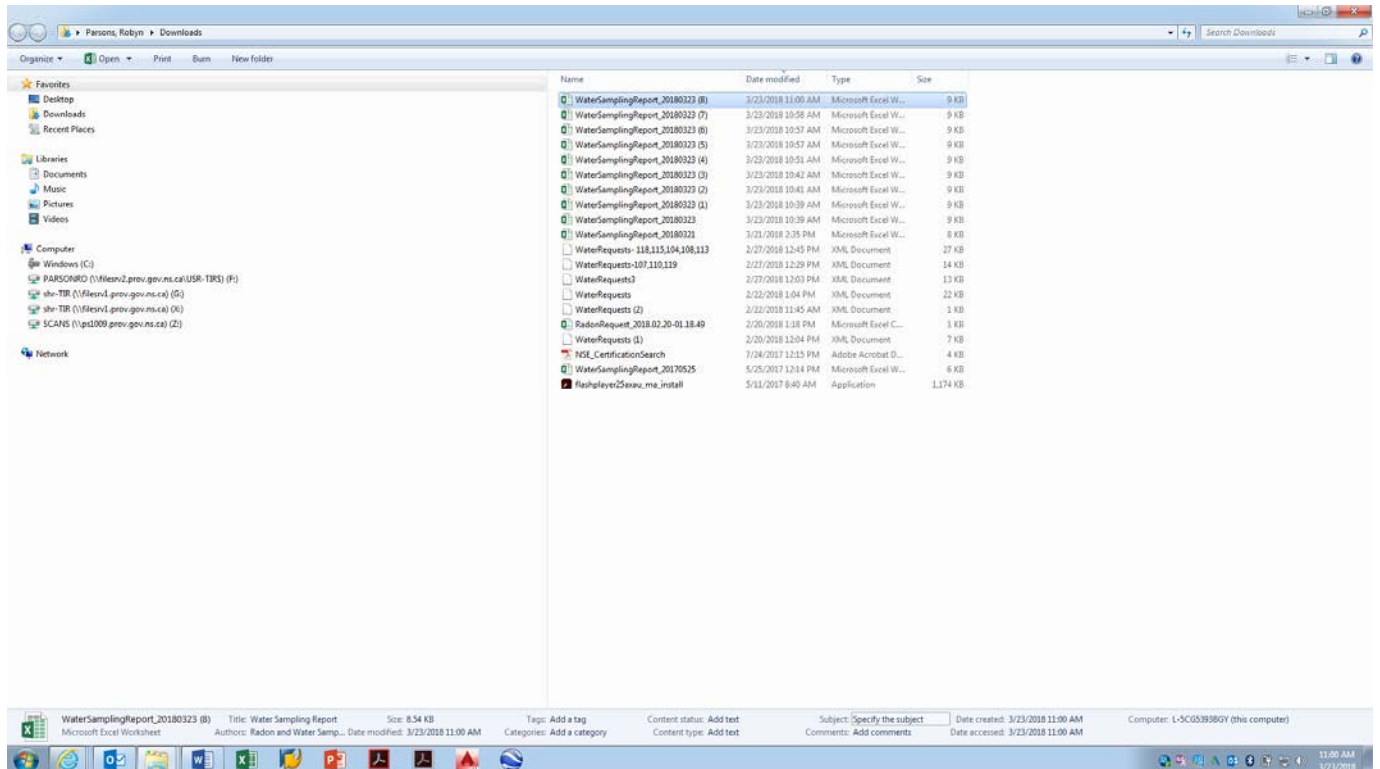 Parsons, Robyn ▸ Downloads
Search Downloads
Organize Open Print Burn New folder
Favorites
Desktop
Downloads
Recent Places
Libraries
Documents
Music
Pictures
Videos
Computer
Windows (C:)
PARSONRO (\\filesrv2.prov.gov.ns.ca\USR-TIR$) (F:)
shr-TIR (\\filesrv1.prov.gov.ns.ca) (G:)
shr-TIR (\\filesrv1.prov.gov.ns.ca) (X:)
SCANS (\\ps1009.prov.gov.ns.ca) (Z:)
Network
Name Date modified Type Size
WaterSamplingReport_20180323 (8) 3/23/2018 11:00 AM Microsoft Excel W... 9 KB
WaterSamplingReport_20180323 (7) 3/23/2018 10:58 AM Microsoft Excel W... 9 KB
WaterSamplingReport_20180323 (6) 3/23/2018 10:57 AM Microsoft Excel W... 9 KB
WaterSamplingReport_20180323 (5) 3/23/2018 10:57 AM Microsoft Excel W... 9 KB
WaterSamplingReport_20180323 (4) 3/23/2018 10:51 AM Microsoft Excel W... 9 KB
WaterSamplingReport_20180323 (3) 3/23/2018 10:42 AM Microsoft Excel W... 9 KB
WaterSamplingReport_20180323 (2) 3/23/2018 10:41 AM Microsoft Excel W... 9 KB
WaterSamplingReport_20180323 (1) 3/23/2018 10:39 AM Microsoft Excel W... 9 KB
WaterSamplingReport_20180323 3/23/2018 10:39 AM Microsoft Excel W... 9 KB
WaterSamplingReport_20180321 3/21/2018 2:35 PM Microsoft Excel W... 8 KB
WaterRequests- 118,115,104,108,113 2/27/2018 12:45 PM XML Document 27 KB
WaterRequests-107,110,119 2/27/2018 12:29 PM XML Document 14 KB
WaterRequests3 2/27/2018 12:03 PM XML Document 13 KB
WaterRequests 2/22/2018 1:04 PM XML Document 22 KB
WaterRequests (2) 2/22/2018 11:45 AM XML Document 1 KB
RadonRequest_2018.02.20-01.18.49 2/20/2018 1:18 PM Microsoft Excel C... 1 KB
WaterRequests (1) 2/20/2018 12:04 PM XML Document 7 KB
NSE_CertificationSearch 7/24/2017 12:15 PM Adobe Acrobat D... 4 KB
WaterSamplingReport_20170525 5/25/2017 12:14 PM Microsoft Excel W... 6 KB
flashplayer25axau_ma_install 5/11/2017 8:40 AM Application 1,174 KB
WaterSamplingReport_20180323 (8) Title: Water Sampling Report Size: 8.54 KB Tags: Add a tag Content status: Add text Subject: Specify the subject Date created: 3/23/2018 11:00 AM Computer: L-5CG53938GY (this computer)
Microsoft Excel Worksheet Authors: Radon and Water Samp... Date modified: 3/23/2018 11:00 AM Categories: Add a category Content type: Add text Comments: Add comments Date accessed: 3/23/2018 11:00 AM
11:00 AM
3/23/2018